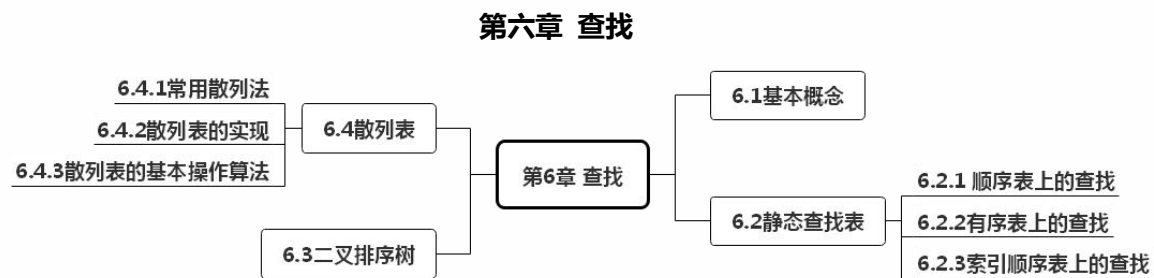 第六章 查找
第6章 查找
6.1基本概念
6.2静态查找表
6.2.1 顺序表上的查找
6.2.2有序表上的查找
6.2.3索引顺序表上的查找
6.3二叉排序树
6.4散列表
6.4.1常用散列法
6.4.2散列表的实现
6.4.3散列表的基本操作算法